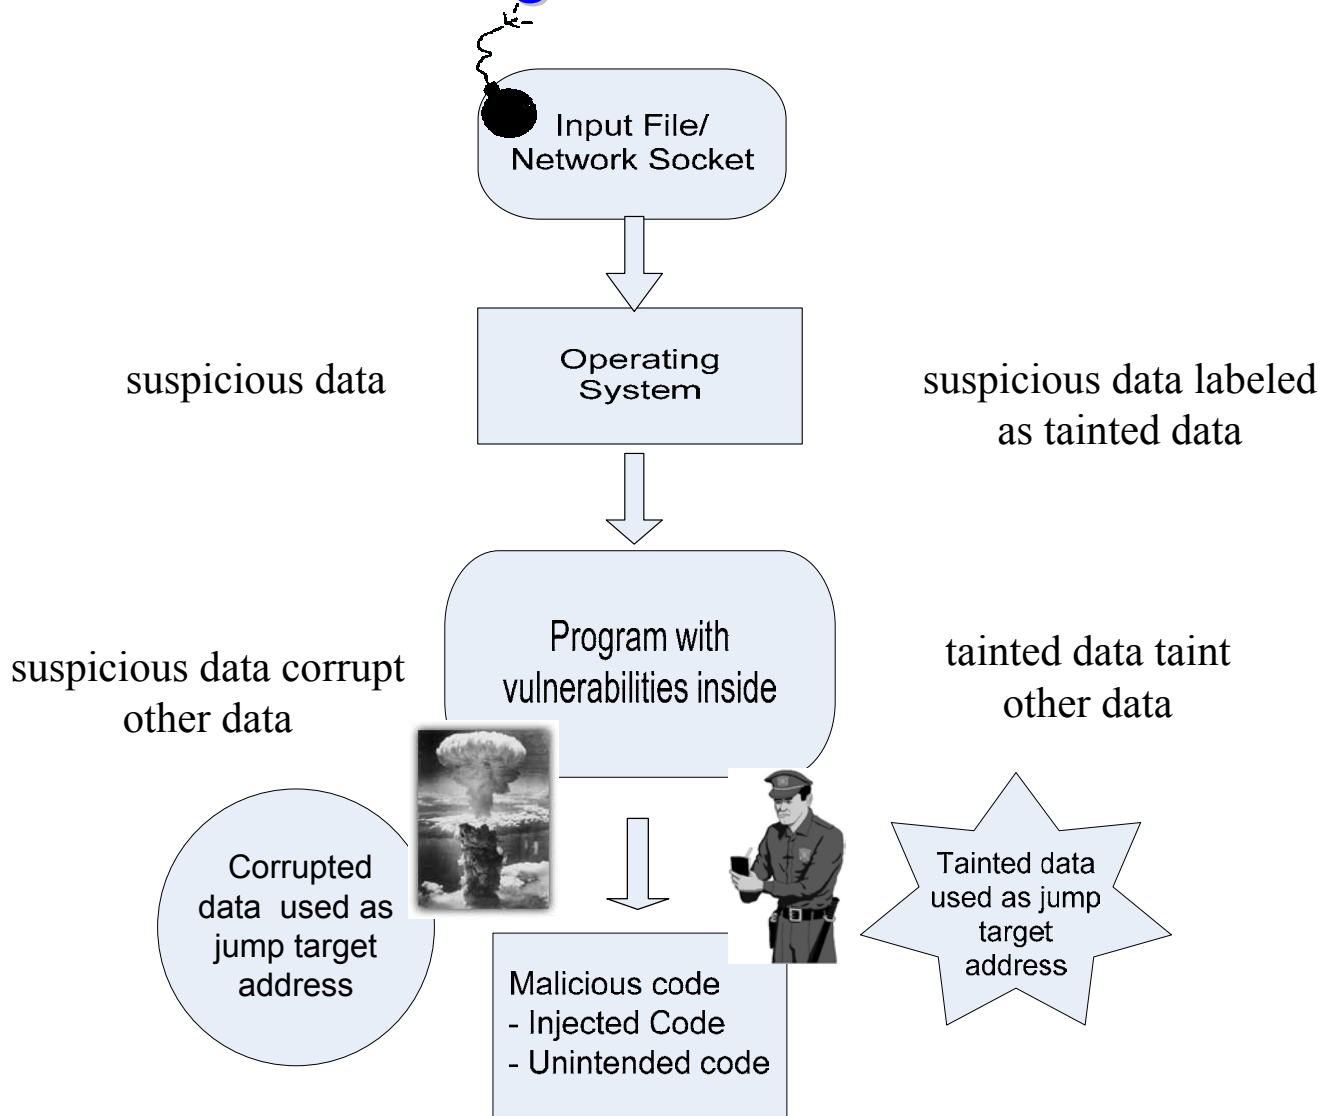 Input File/
Network Socket
Operating
System
suspicious data
suspicious data labeled
as tainted data
Program with
vulnerabilities inside
suspicious data corrupt
other data
tainted data taint
other data
Corrupted
data used as
jump target
address
Tainted data
used as jump
target
address
Malicious code
- Injected Code
- Unintended code